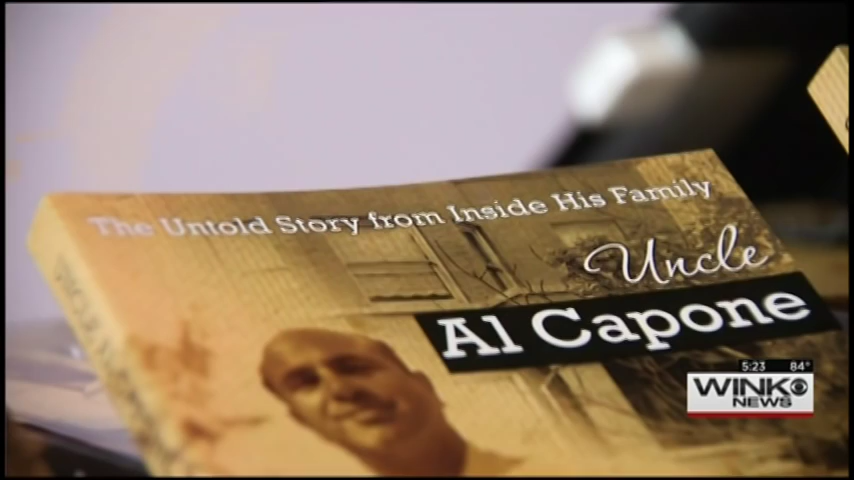 The Untold Story from Inside His Family
Uncle
Al Capone
5:23 84°
WINK
NEWS